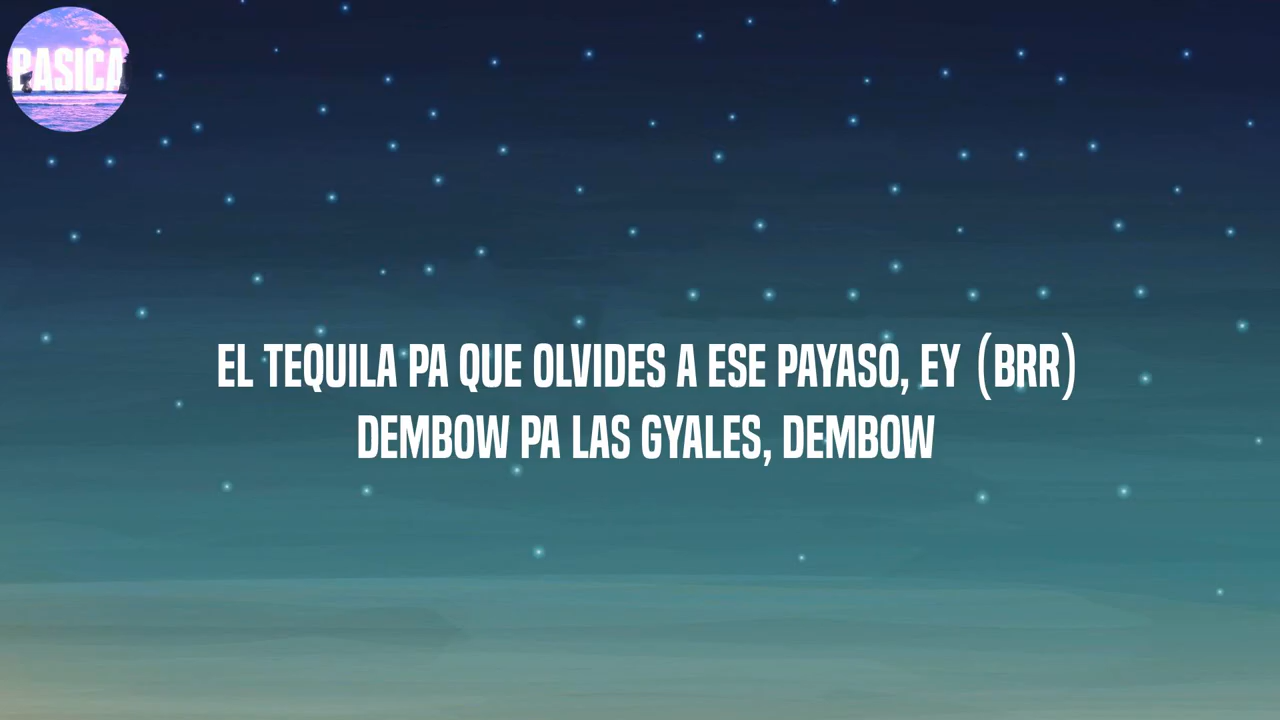 PASICA
EL TEQUILA PA QUE OLVIDES A ESE PAYASO, EY (BRR)
DEMBOW PA LAS GYALES, DEMBOW